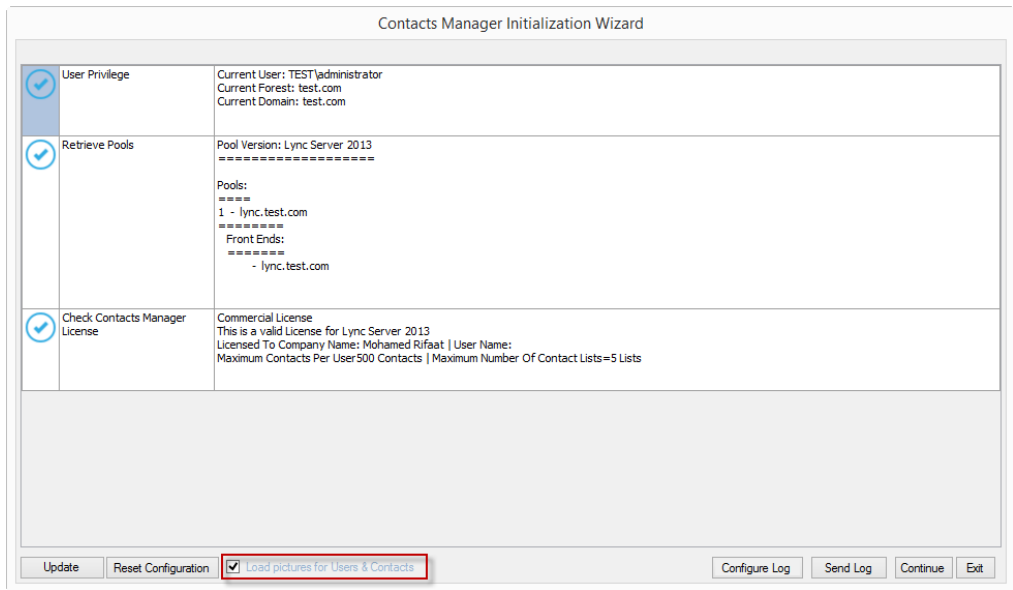 Contacts Manager Initialization Wizard
User Privilege
Current User: TEST\administrator
Current Forest: test.com
Current Domain: test.com
Retrieve Pools
Pool Version: Lync Server 2013
===================
Pools:
====
1 - lync.test.com
========
Front Ends:
=======
- lync.test.com
Check Contacts Manager
License
Commercial License
This is a valid License for Lync Server 2013
Licensed To Company Name: Mohamed Rifaat | User Name:
Maximum Contacts Per User500 Contacts | Maximum Number Of Contact Lists=5 Lists
Update Reset Configuration Load pictures for Users & Contacts Configure Log Send Log Continue Exit